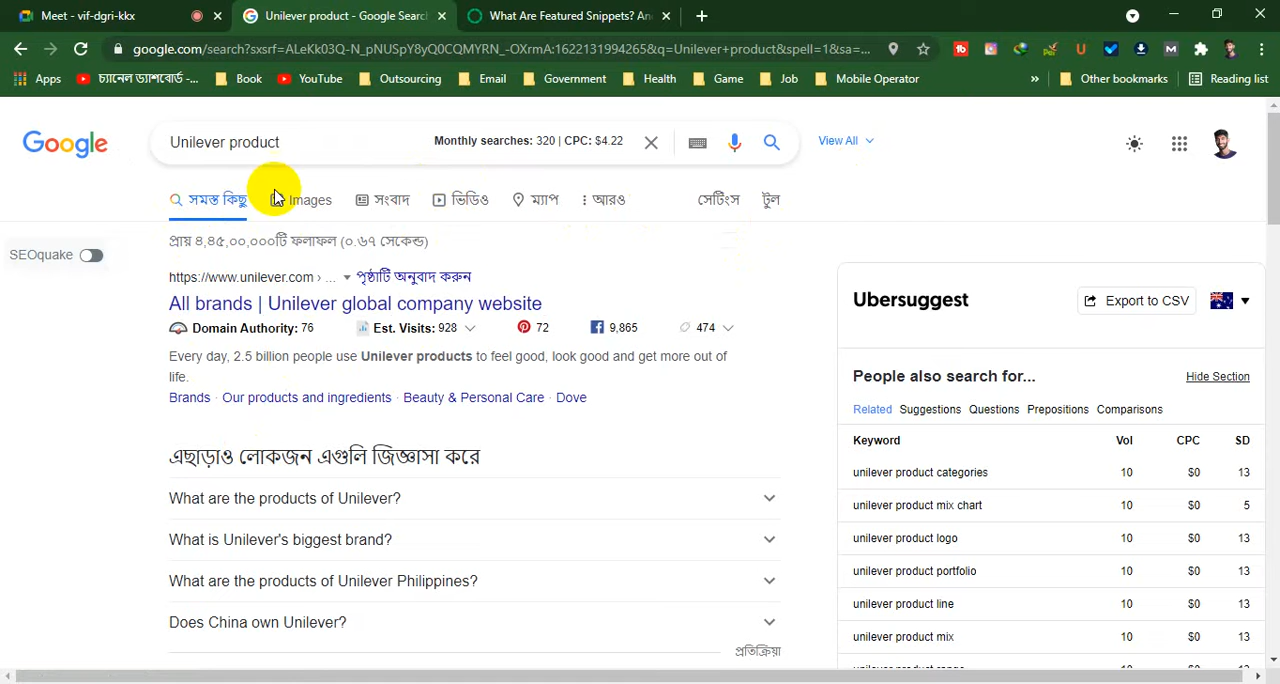 Meet - vif-dgri-kkx
Unilever product - Google Searc
What Are Featured Snippets? An
google.com/search?sxsrf=ALeKk03Q-N_pNUSpY8yQ0CQMYRN_-OXrmA:1622131994265&q=Unilever+product&spell=1&sa=...
Apps
চ্যানেল ড্যাশবোর্ড -...
Book
YouTube
Outsourcing
Email
Government
Health
Game
Job
Mobile Operator
»
Other bookmarks
Reading list
Google
Unilever product
Monthly searches: 320 | CPC: $4.22
View All
সমস্ত কিছু
Images
সংবাদ
ভিডিও
ম্যাপ
আরও
সেটিংস
টুল
প্রায় ৪,৪৫,০০,০০০টি ফলাফল (০.৬৭ সেকেন্ড)
SEOquake
https://www.unilever.com › ...
পৃষ্ঠাটি অনুবাদ করুন
All brands | Unilever global company website
Domain Authority: 76
Est. Visits: 928
72
9,865
474
Every day, 2.5 billion people use Unilever products to feel good, look good and get more out of
life.
Brands · Our products and ingredients · Beauty & Personal Care · Dove
এছাড়াও লোকজন এগুলি জিজ্ঞাসা করে
What are the products of Unilever?
What is Unilever's biggest brand?
What are the products of Unilever Philippines?
Does China own Unilever?
প্রতিক্রিয়া
Ubersuggest
Export to CSV
People also search for...
Hide Section
Related Suggestions Questions Prepositions Comparisons
Keyword Vol CPC SD
unilever product categories 10 $0 13
unilever product mix chart 10 $0 5
unilever product logo 10 $0 13
unilever product portfolio 10 $0 13
unilever product line 10 $0 13
unilever product mix 10 $0 13